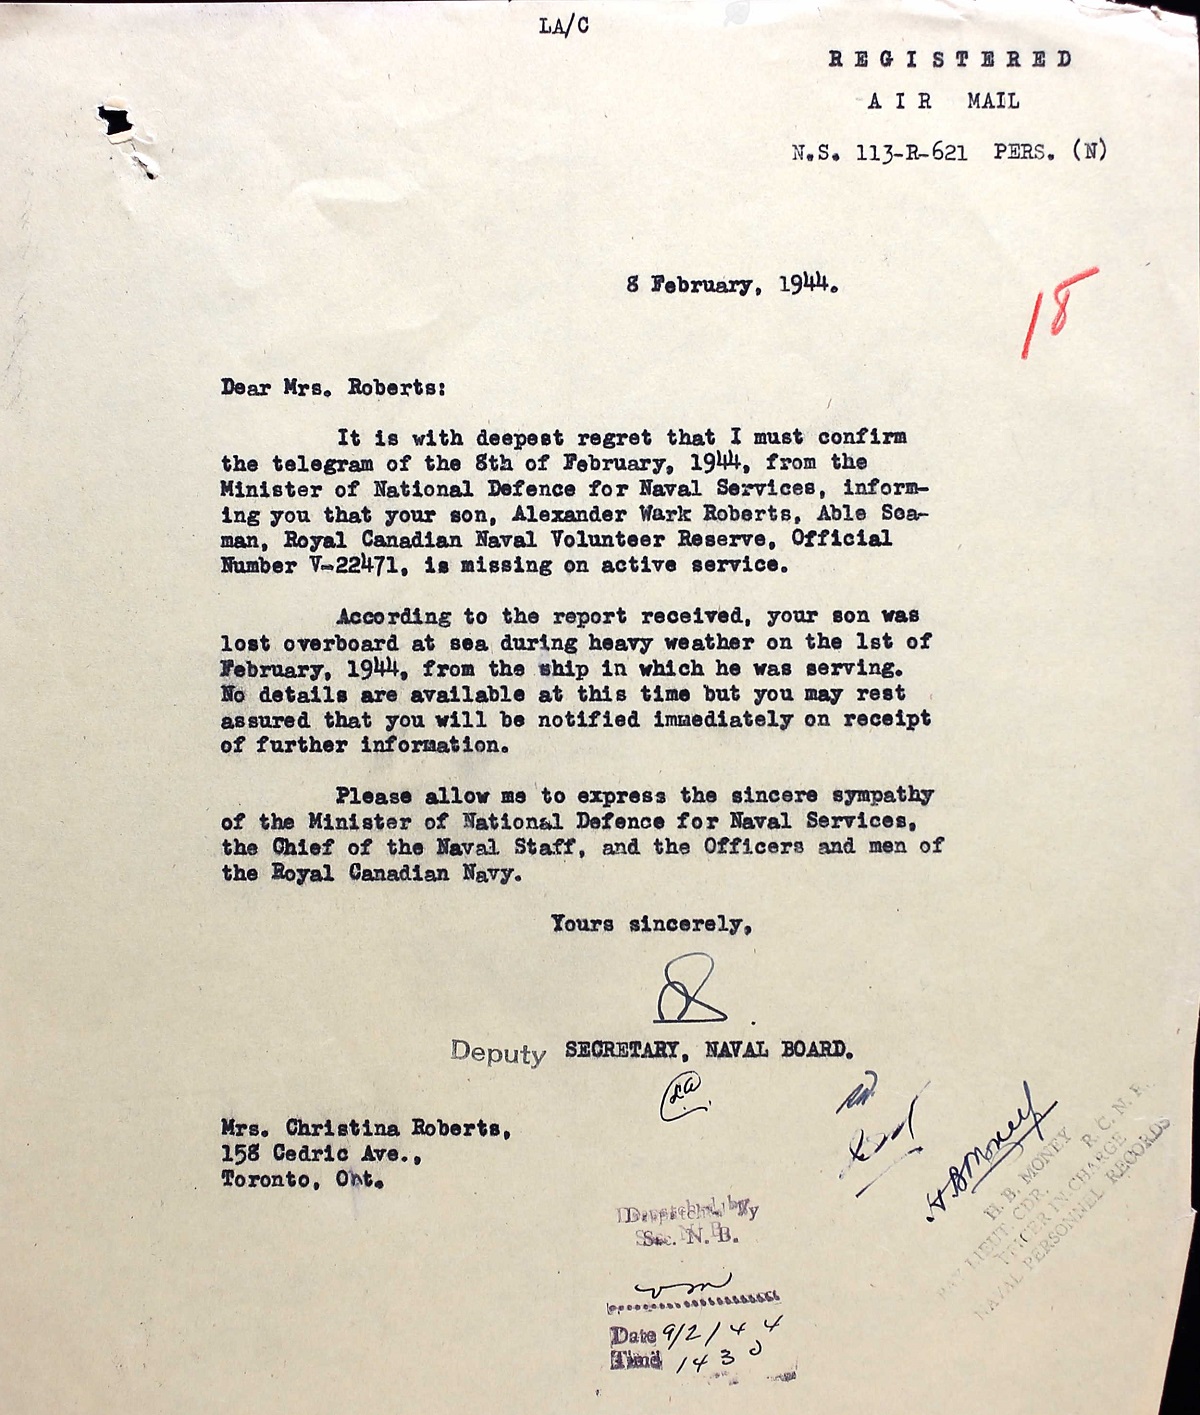 LA/C
R E G I S T E R E D
A I R MAIL
N.S. 113-R-621 PERS. (N)
8 February, 1944.
18
Dear Mrs. Roberts:
It is with deepest regret that I must confirm
the telegram of the 8th of February, 1944, from the
Minister of National Defence for Naval Services, inform-
ing you that your son, Alexander Wark Roberts, Able Sea-
man, Royal Canadian Naval Volunteer Reserve, Official
Number V-22471, is missing on active service.
According to the report received, your son was
lost overboard at sea during heavy weather on the 1st of
February, 1944, from the ship in which he was serving.
No details are available at this time but you may rest
assured that you will be notified immediately on receipt
of further information.
Please allow me to express the sincere sympathy
of the Minister of National Defence for Naval Services,
the Chief of the Naval Staff, and the Officers and men of
the Royal Canadian Navy.
Yours sincerely,
Deputy SECRETARY, NAVAL BOARD.
Mrs. Christina Roberts,
158 Cedric Ave.,
Toronto, Ont.
H B Money
H. B. MONEY
LIEUT. CDR. R. C. N. R.
OFFICER IN CHARGE
NAVAL PERSONNEL RECORDS
Despatched by
Sec. N. B.
Date 9/2/44
Time 1430